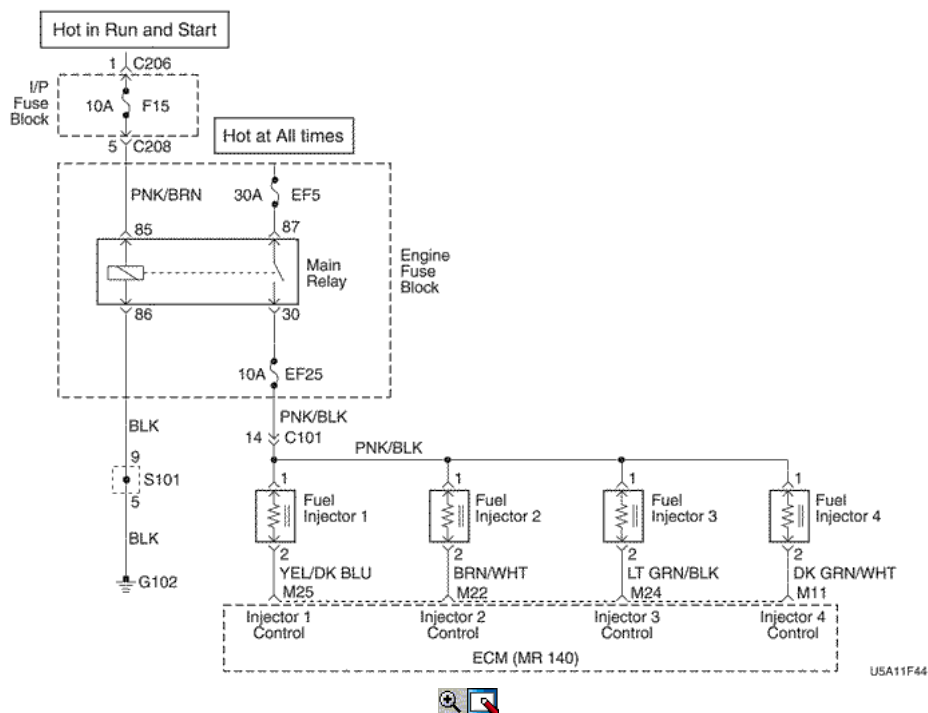 Hot in Run and Start
1 C206
I/P
Fuse
Block
10A F15
5 C208
Hot at All times
PNK/BRN
30A EF5
85
87
Main
Relay
Engine
Fuse
Block
86
30
10A EF25
PNK/BLK
BLK
14 C101
PNK/BLK
9
S101
5
BLK
G102
1
Fuel
Injector 1
2
YEL/DK BLU
M25
1
Fuel
Injector 2
2
BRN/WHT
M22
1
Fuel
Injector 3
2
LT GRN/BLK
M24
1
Fuel
Injector 4
2
DK GRN/WHT
M11
Injector 1
Control
Injector 2
Control
Injector 3
Control
Injector 4
Control
ECM (MR 140)
U5A11F44